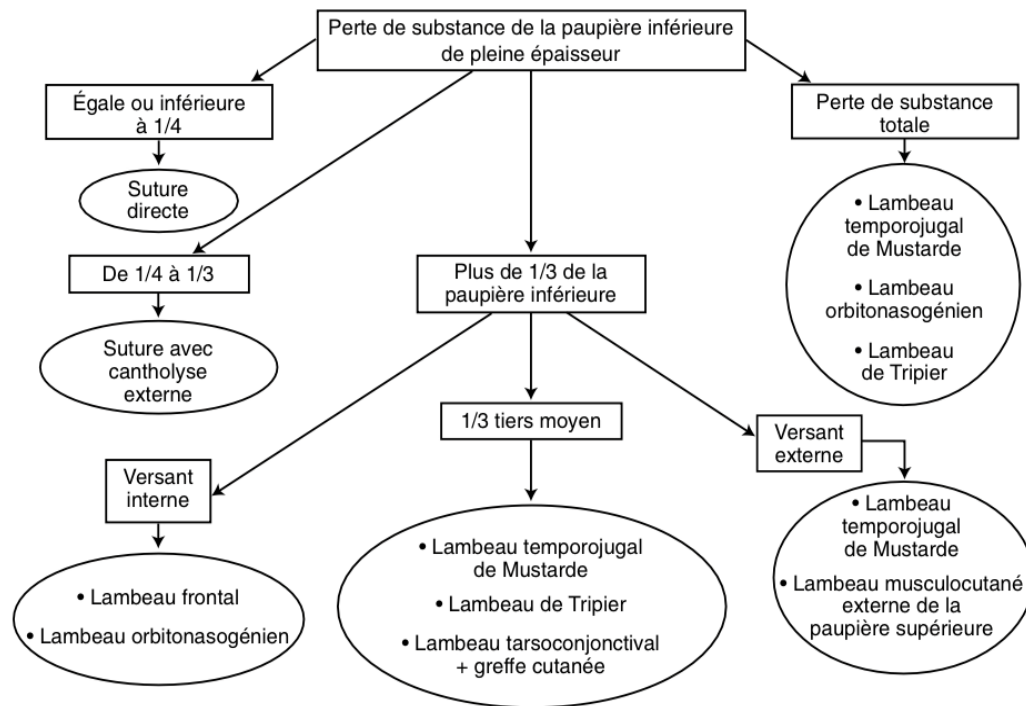 Perte de substance de la paupière inférieure
de pleine épaisseur
Égale ou inférieure
à 1/4
Perte de substance
totale
Suture
directe
• Lambeau
temporojugal
de Mustarde
• Lambeau
orbitonasogénien
• Lambeau
de Tripier
De 1/4 à 1/3
Plus de 1/3 de la
paupière inférieure
Suture avec
cantholyse
externe
1/3 tiers moyen
Versant
externe
Versant
interne
• Lambeau frontal
• Lambeau orbitonasogénien
• Lambeau temporojugal
de Mustarde
• Lambeau de Tripier
• Lambeau tarsoconjonctival
+ greffe cutanée
• Lambeau
temporojugal
de Mustarde
• Lambeau musculocutané
externe de la
paupière supérieure